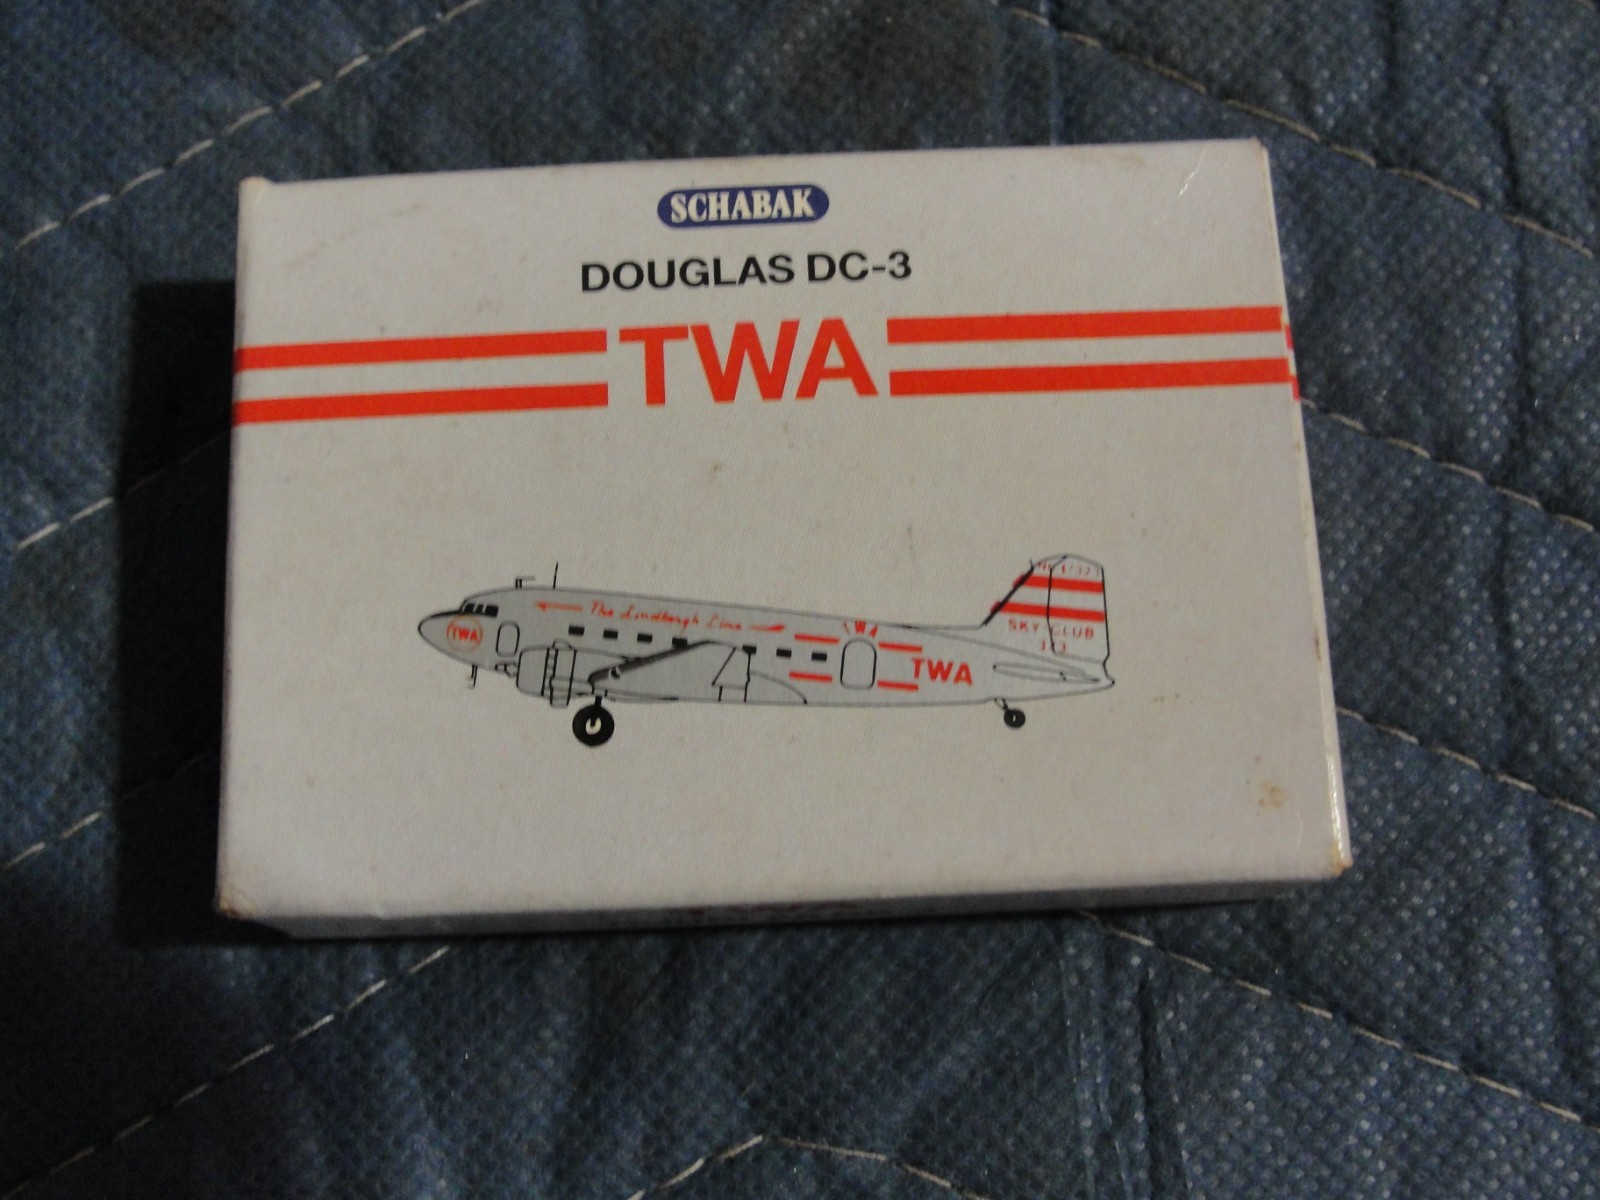 SCHABAK
DOUGLAS DC-3
TWA
The Lindbergh Line
TWA
TWA
TWA
SKY-CLUB